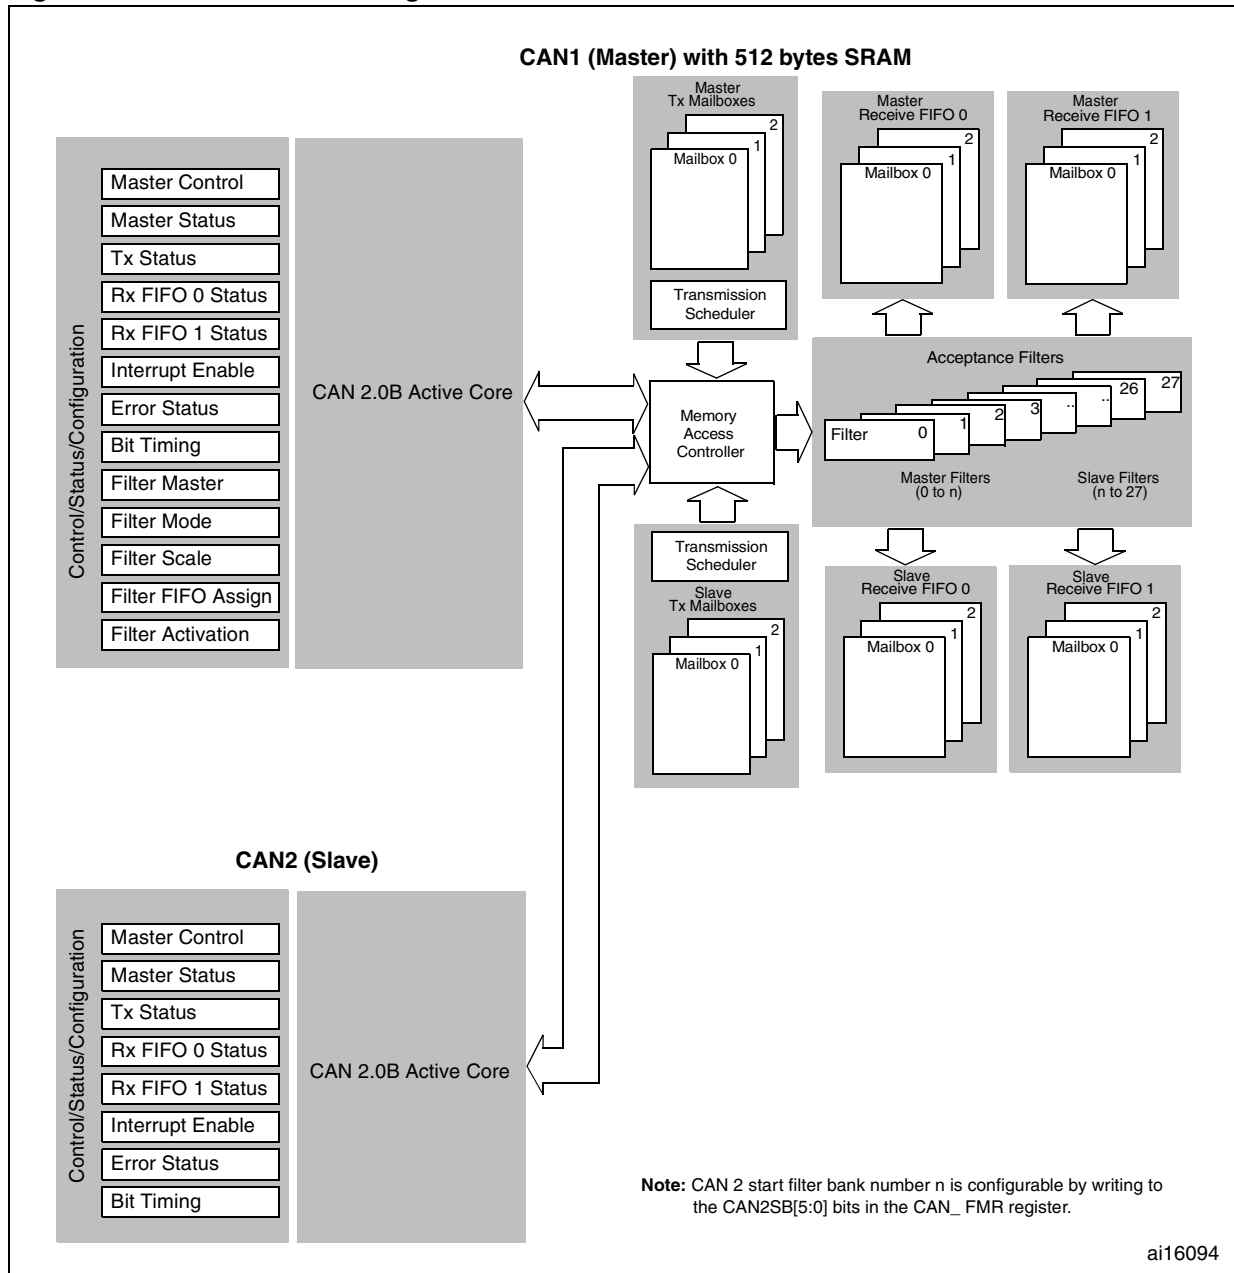 CAN1 (Master) with 512 bytes SRAM
Control/Status/Configuration
Master Control
Master Status
Tx Status
Rx FIFO 0 Status
Rx FIFO 1 Status
Interrupt Enable
Error Status
Bit Timing
Filter Master
Filter Mode
Filter Scale
Filter FIFO Assign
Filter Activation
CAN 2.0B Active Core
Master
Tx Mailboxes
2
1
Mailbox 0
Transmission
Scheduler
Master
Receive FIFO 0
2
1
Mailbox 0
Master
Receive FIFO 1
2
1
Mailbox 0
Memory
Access
Controller
Acceptance Filters
Filter 0
1
2
3
..
..
26
27
Master Filters
(0 to n)
Slave Filters
(n to 27)
Transmission
Scheduler
Slave
Tx Mailboxes
2
1
Mailbox 0
Slave
Receive FIFO 0
2
1
Mailbox 0
Slave
Receive FIFO 1
2
1
Mailbox 0
CAN2 (Slave)
Control/Status/Configuration
Master Control
Master Status
Tx Status
Rx FIFO 0 Status
Rx FIFO 1 Status
Interrupt Enable
Error Status
Bit Timing
CAN 2.0B Active Core
Note: CAN 2 start filter bank number n is configurable by writing to
the CAN2SB[5:0] bits in the CAN_ FMR register.
ai16094